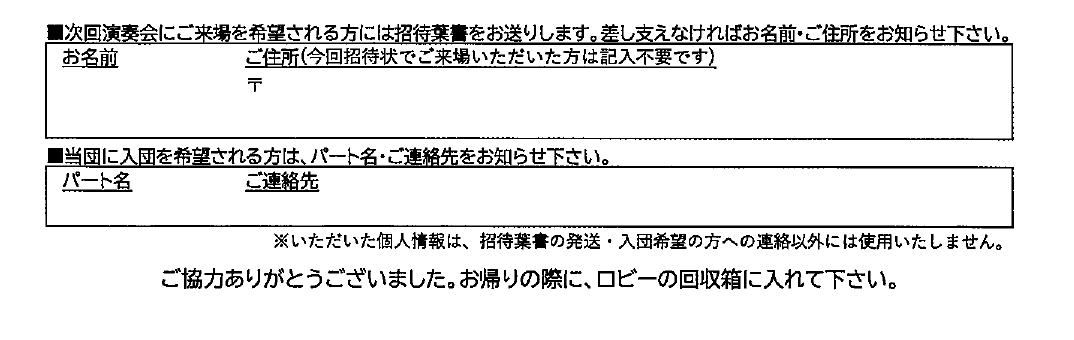 ■次回演奏会にご来場を希望される方には招待葉書をお送りします。差し支えなければお名前・ご住所をお知らせ下さい。
お名前 ご住所(今回招待状でご来場いただいた方は記入不要です)
〒
■当団に入団を希望される方は、パート名・ご連絡先をお知らせ下さい。
パート名 ご連絡先
※いただいた個人情報は、招待葉書の発送・入団希望の方への連絡以外には使用いたしません。
ご協力ありがとうございました。お帰りの際に、ロビーの回収箱に入れて下さい。